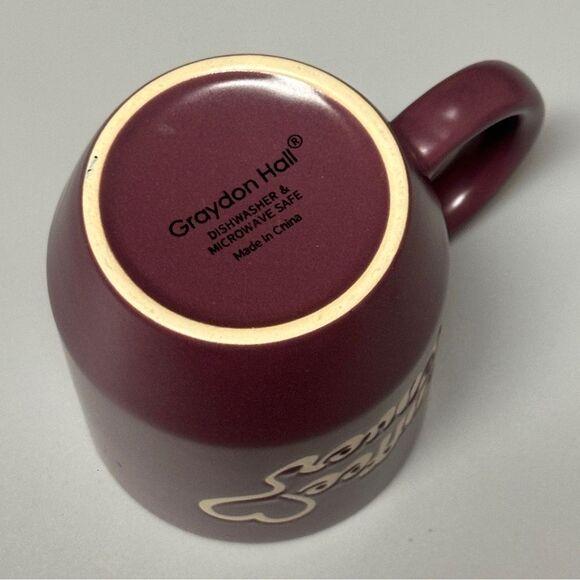 Graydon Hall®
DISHWASHER &
MICROWAVE SAFE
Made In China